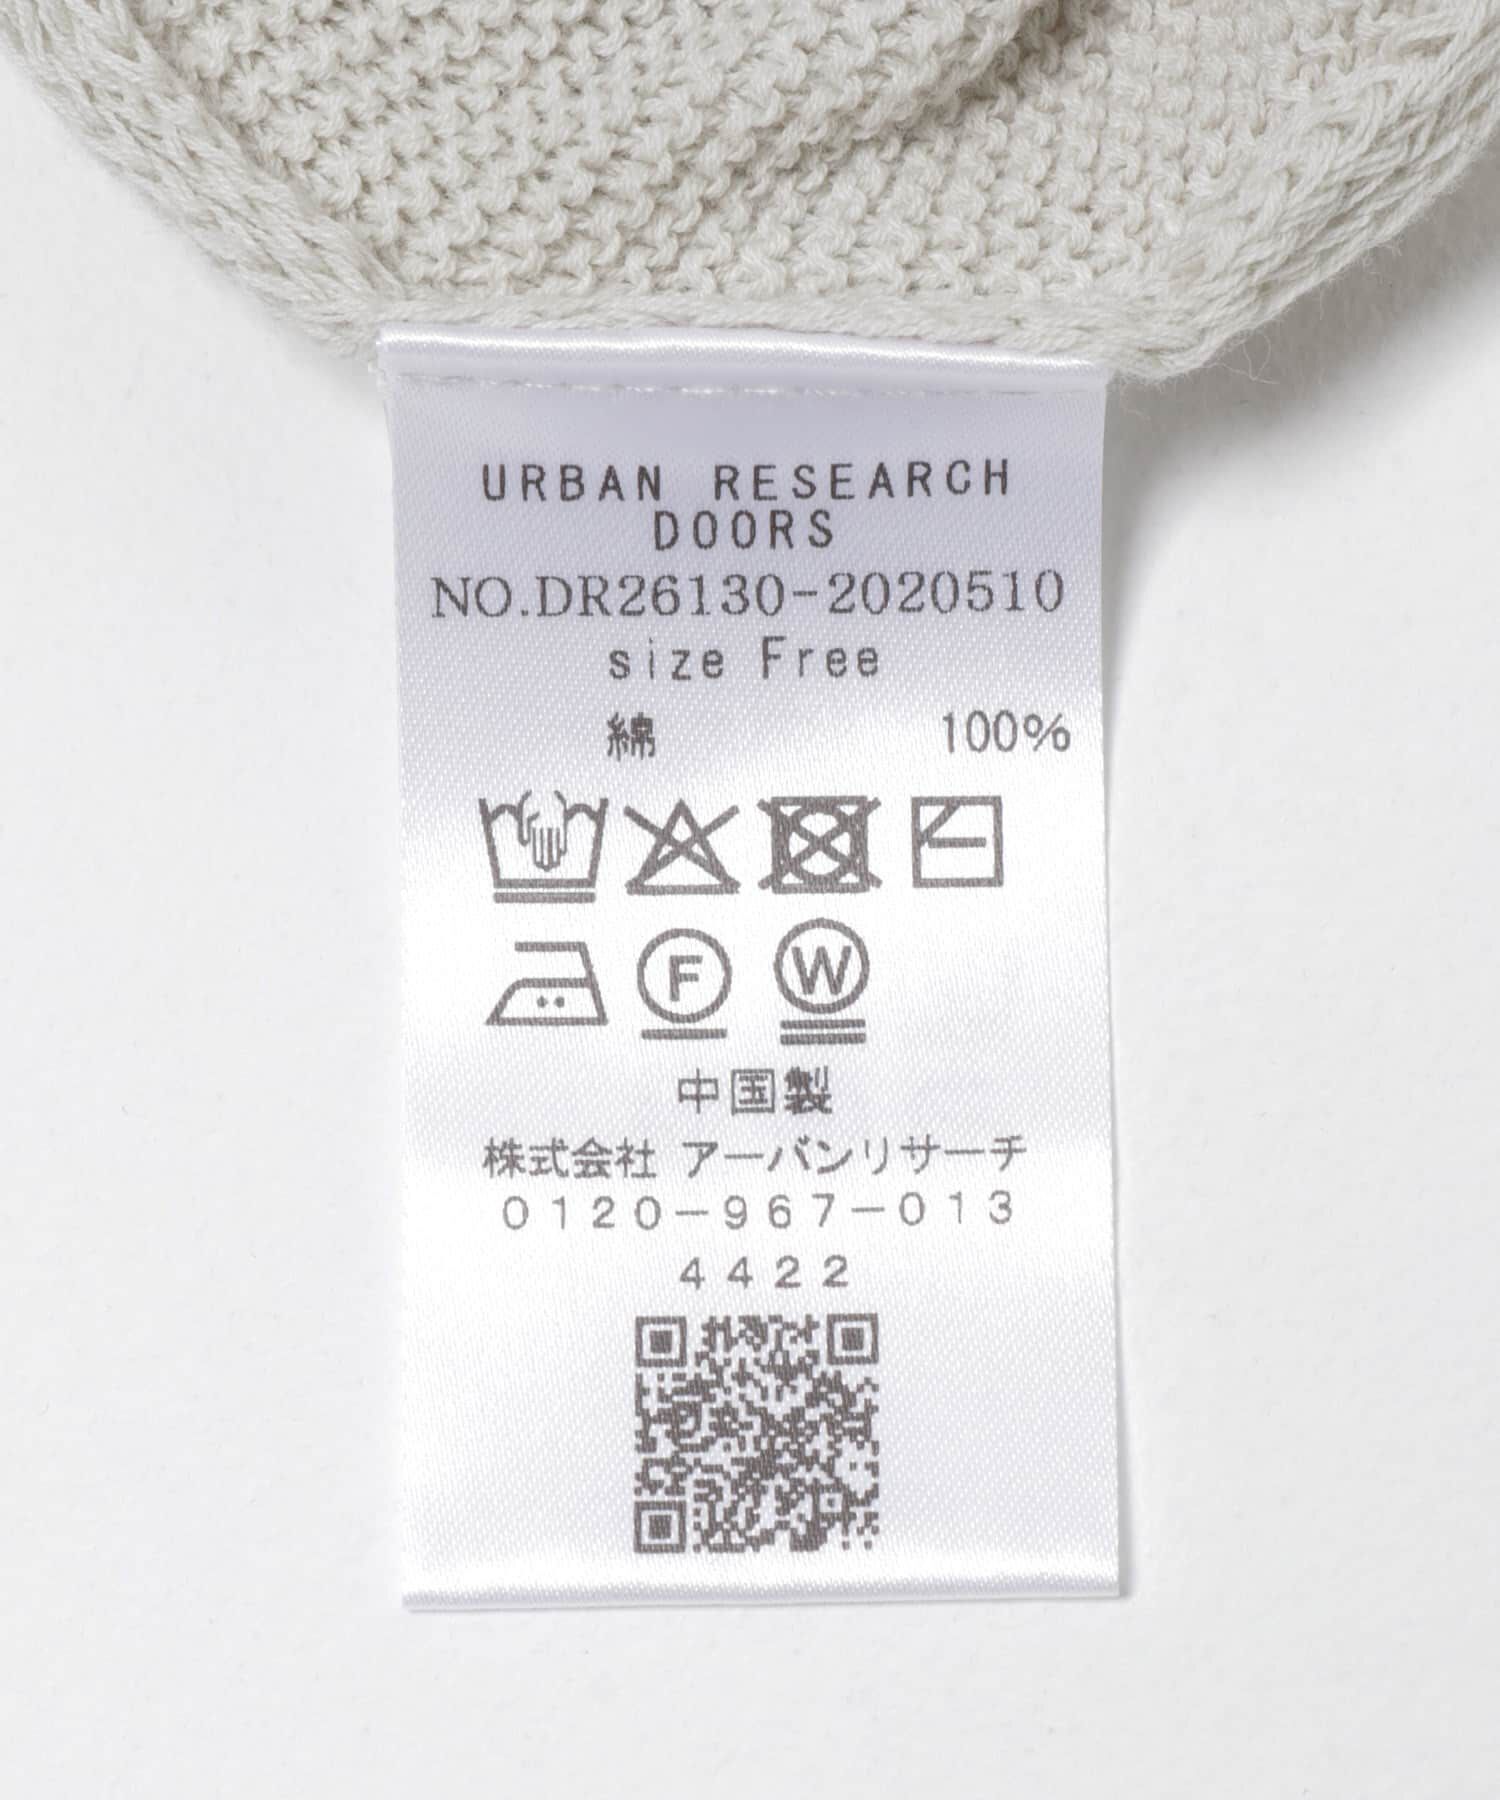 URBAN RESEARCH
DOORS
NO.DR26130-2020510
size Free
綿 100%
F W
中国製
株式会社 アーバンリサーチ
0120-967-013
4422